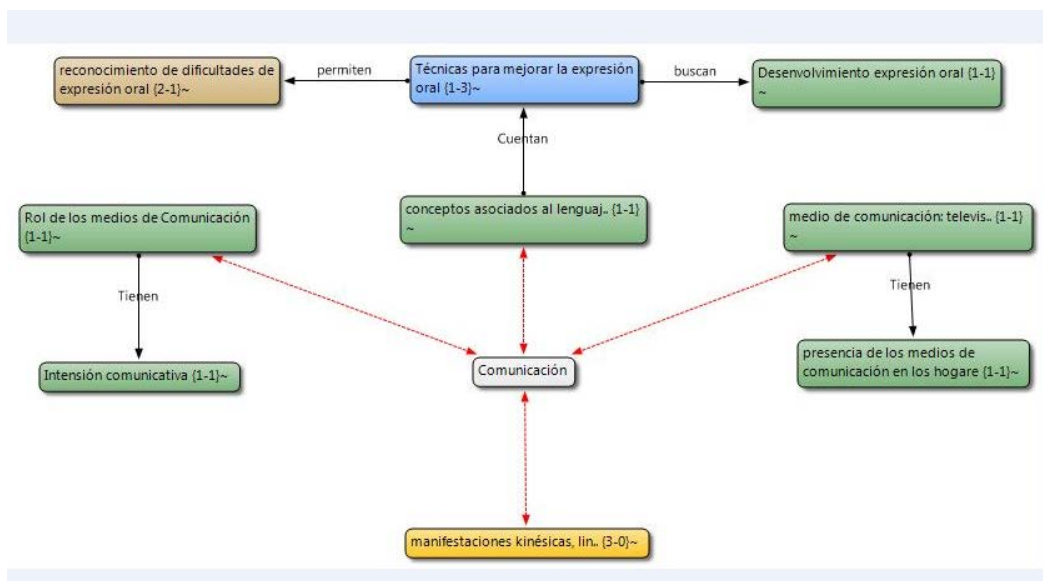 reconocimiento de dificultades de
expresión oral {2-1}~
permiten
Técnicas para mejorar la expresión
oral {1-3}~
buscan
Desenvolvimiento expresión oral {1-1}
~
Cuentan
Rol de los medios de Comunicación
{1-1}~
conceptos asociados al lenguaj.. {1-1}
~
medio de comunicación: televis.. {1-1}
~
Tienen
Tienen
Intensión comunicativa {1-1}~
Comunicación
presencia de los medios de
comunicación en los hogare {1-1}~
manifestaciones kinésicas, lin.. {3-0}~